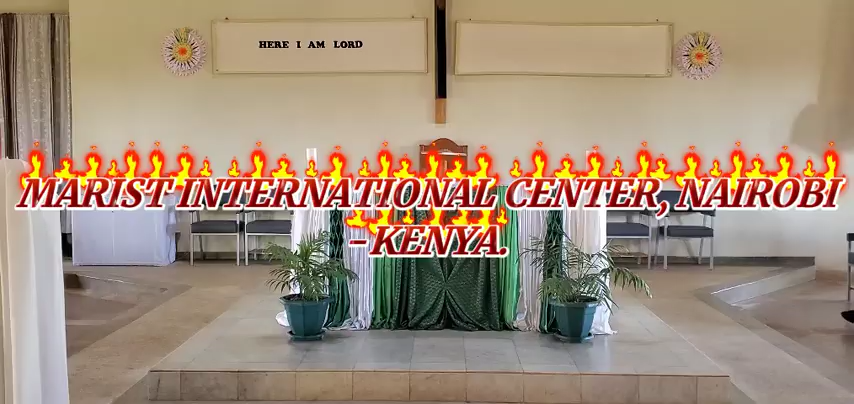 HERE I AM LORD
MARIST INTERNATIONAL CENTER, NAIROBI
- KENYA.